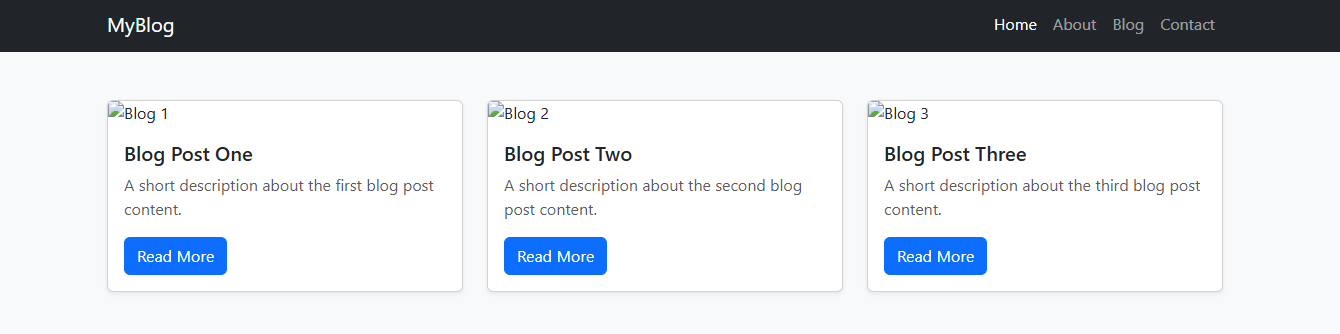 MyBlog Home About Blog Contact
Blog 1 Blog 2 Blog 3
Blog Post One
A short description about the first blog post
content.
Read More
Blog Post Two
A short description about the second blog
post content.
Read More
Blog Post Three
A short description about the third blog post
content.
Read More